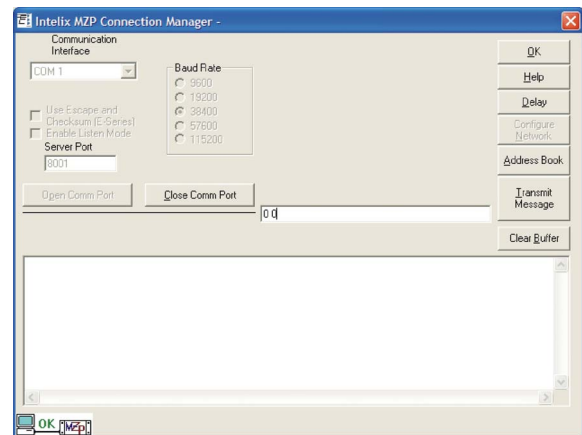 Intelix MZP Connection Manager -
Communication
Interface
COM 1
Use Escape and
Checksum (E-Series)
Enable Listen Mode
Server Port
8001
Baud Rate
9600
19200
38400
57600
115200
Open Comm Port
Close Comm Port
0 0
OK
Help
Delay
Configure
Network
Address Book
Transmit
Message
Clear Buffer
OK
MZp